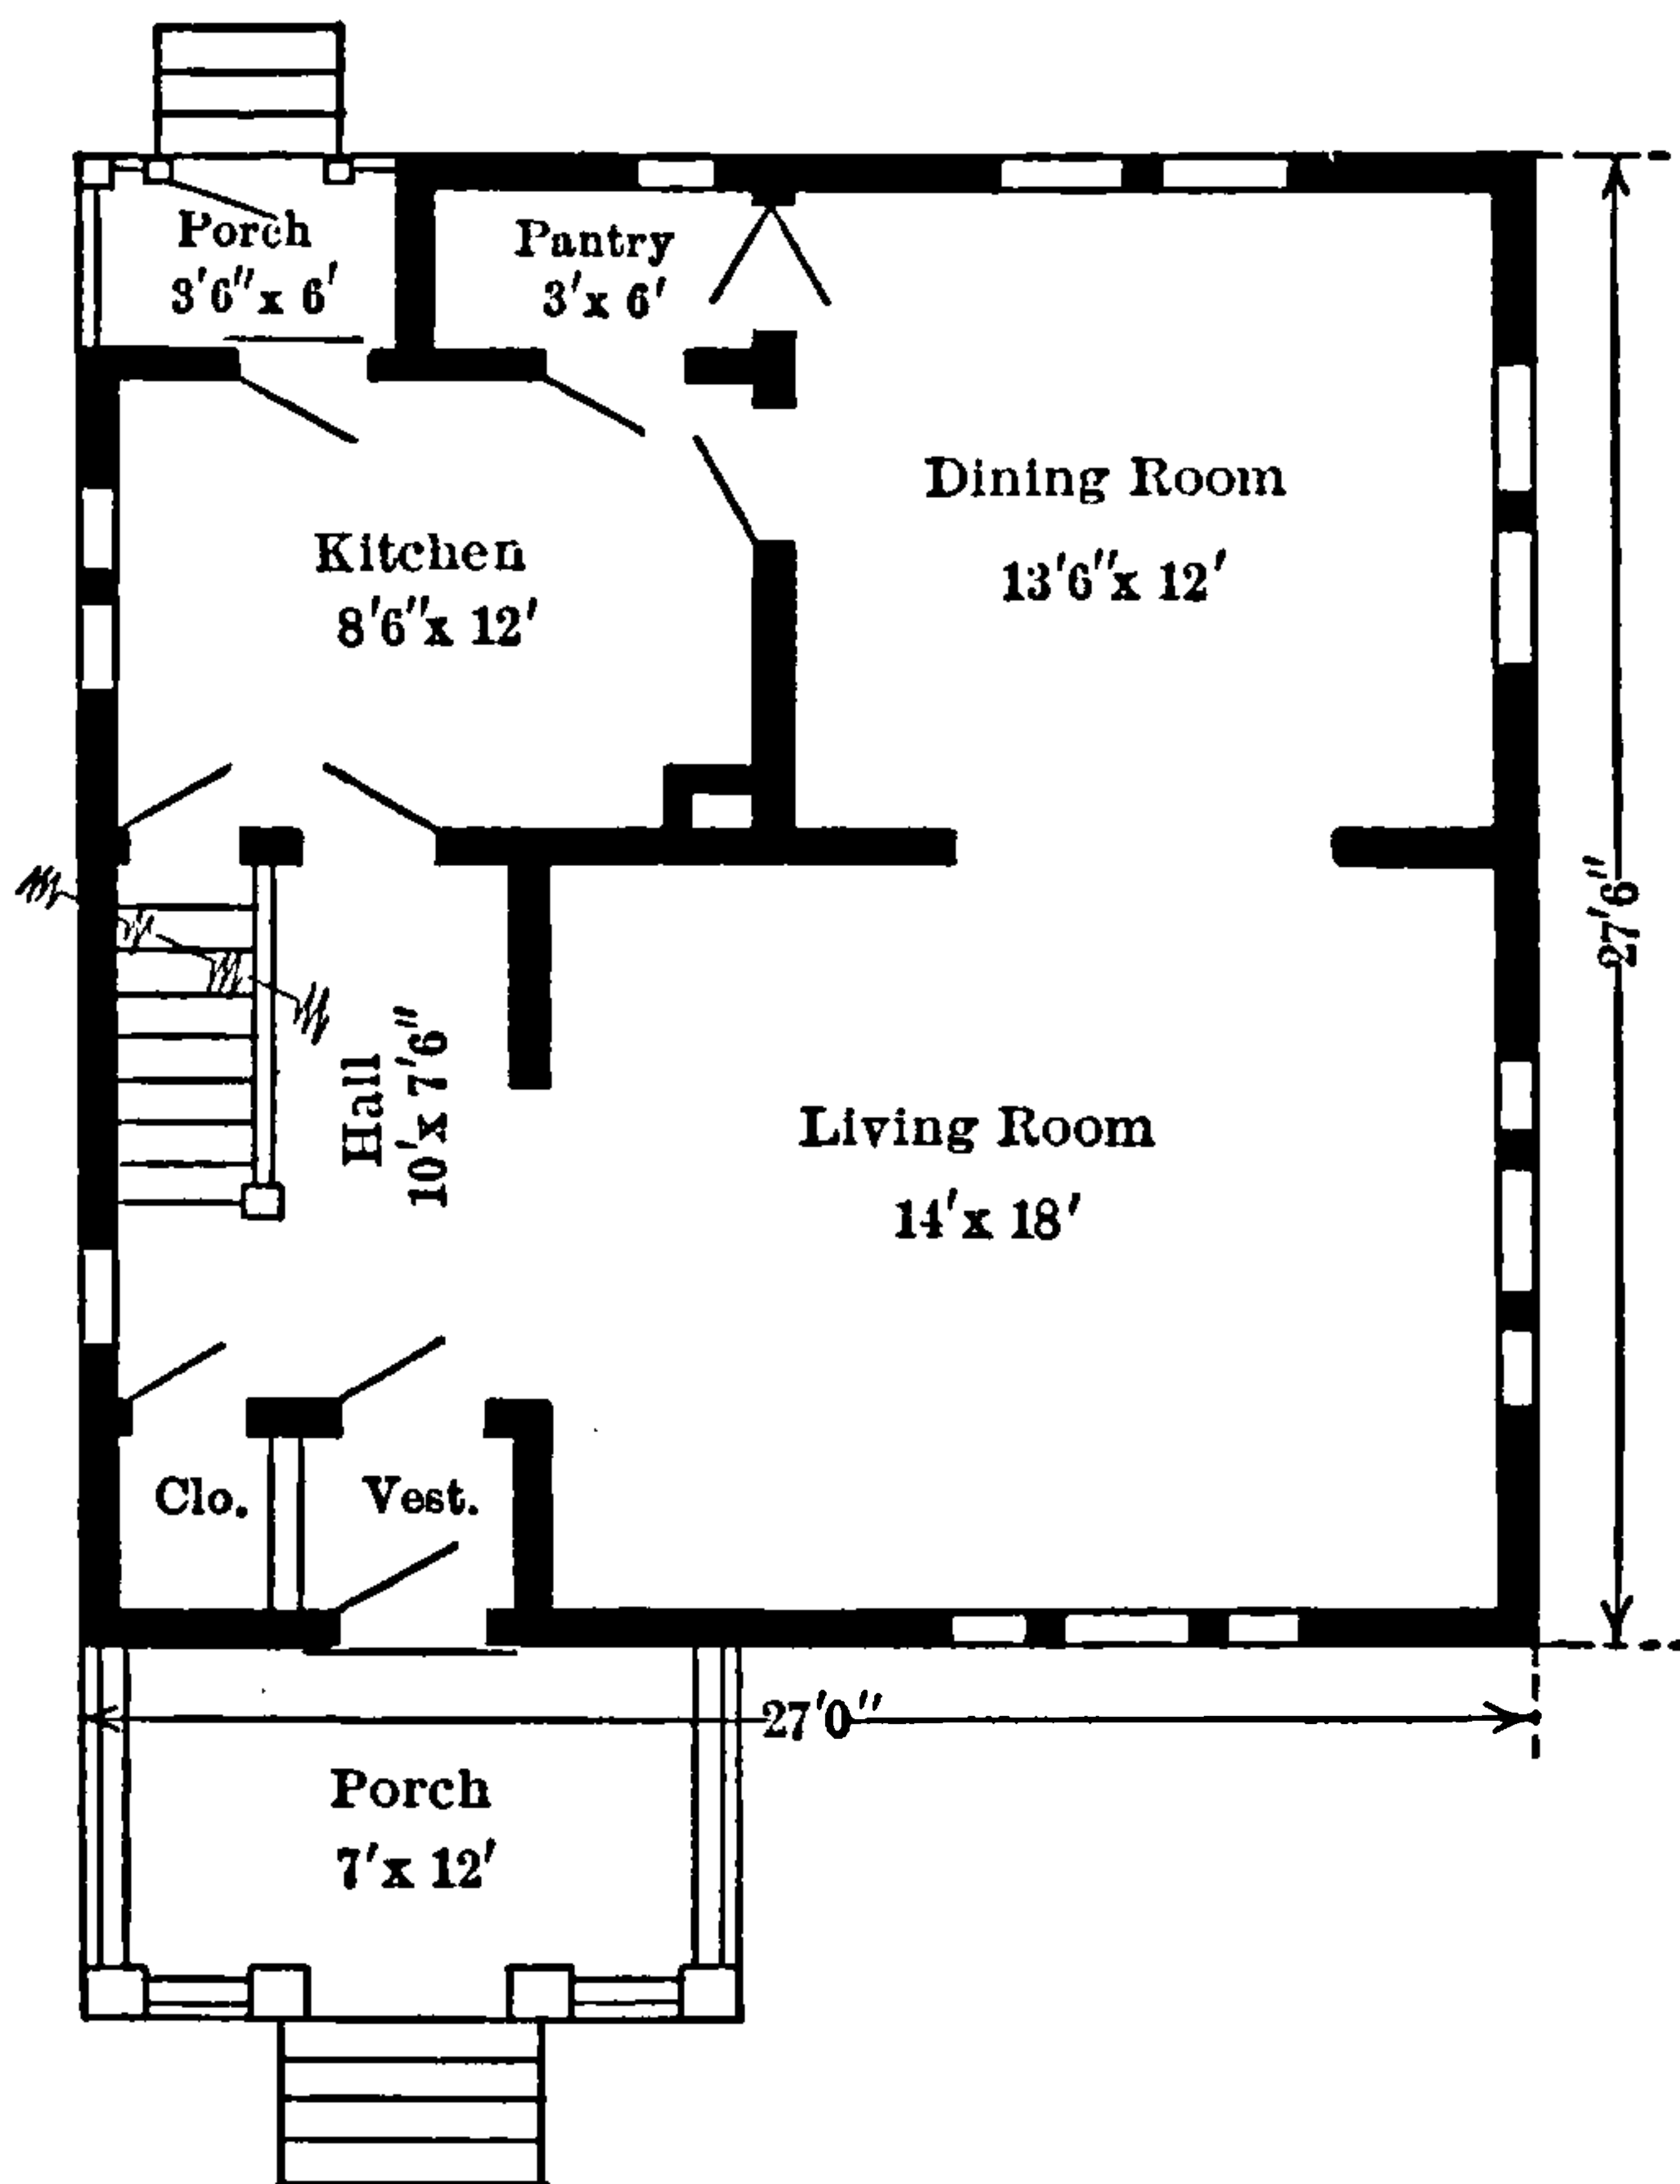 Porch
3'6"x 6'
Pantry
3'x 6'
Dining Room
13'6"x 12'
Kitchen
8'6"x 12'
27'6"
Hall
10'x 7'6"
Living Room
14'x 18'
Clo.
Vest.
27'0"
Porch
7'x 12'